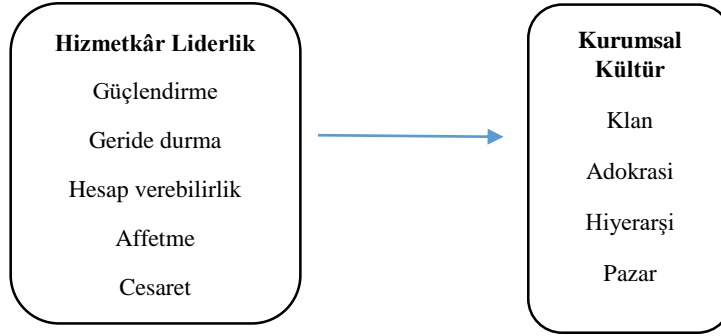 Hizmetkâr Liderlik
Güçlendirme
Geride durma
Hesap verebilirlik
Affetme
Cesaret
Kurumsal
Kültür
Klan
Adokrasi
Hiyerarşi
Pazar